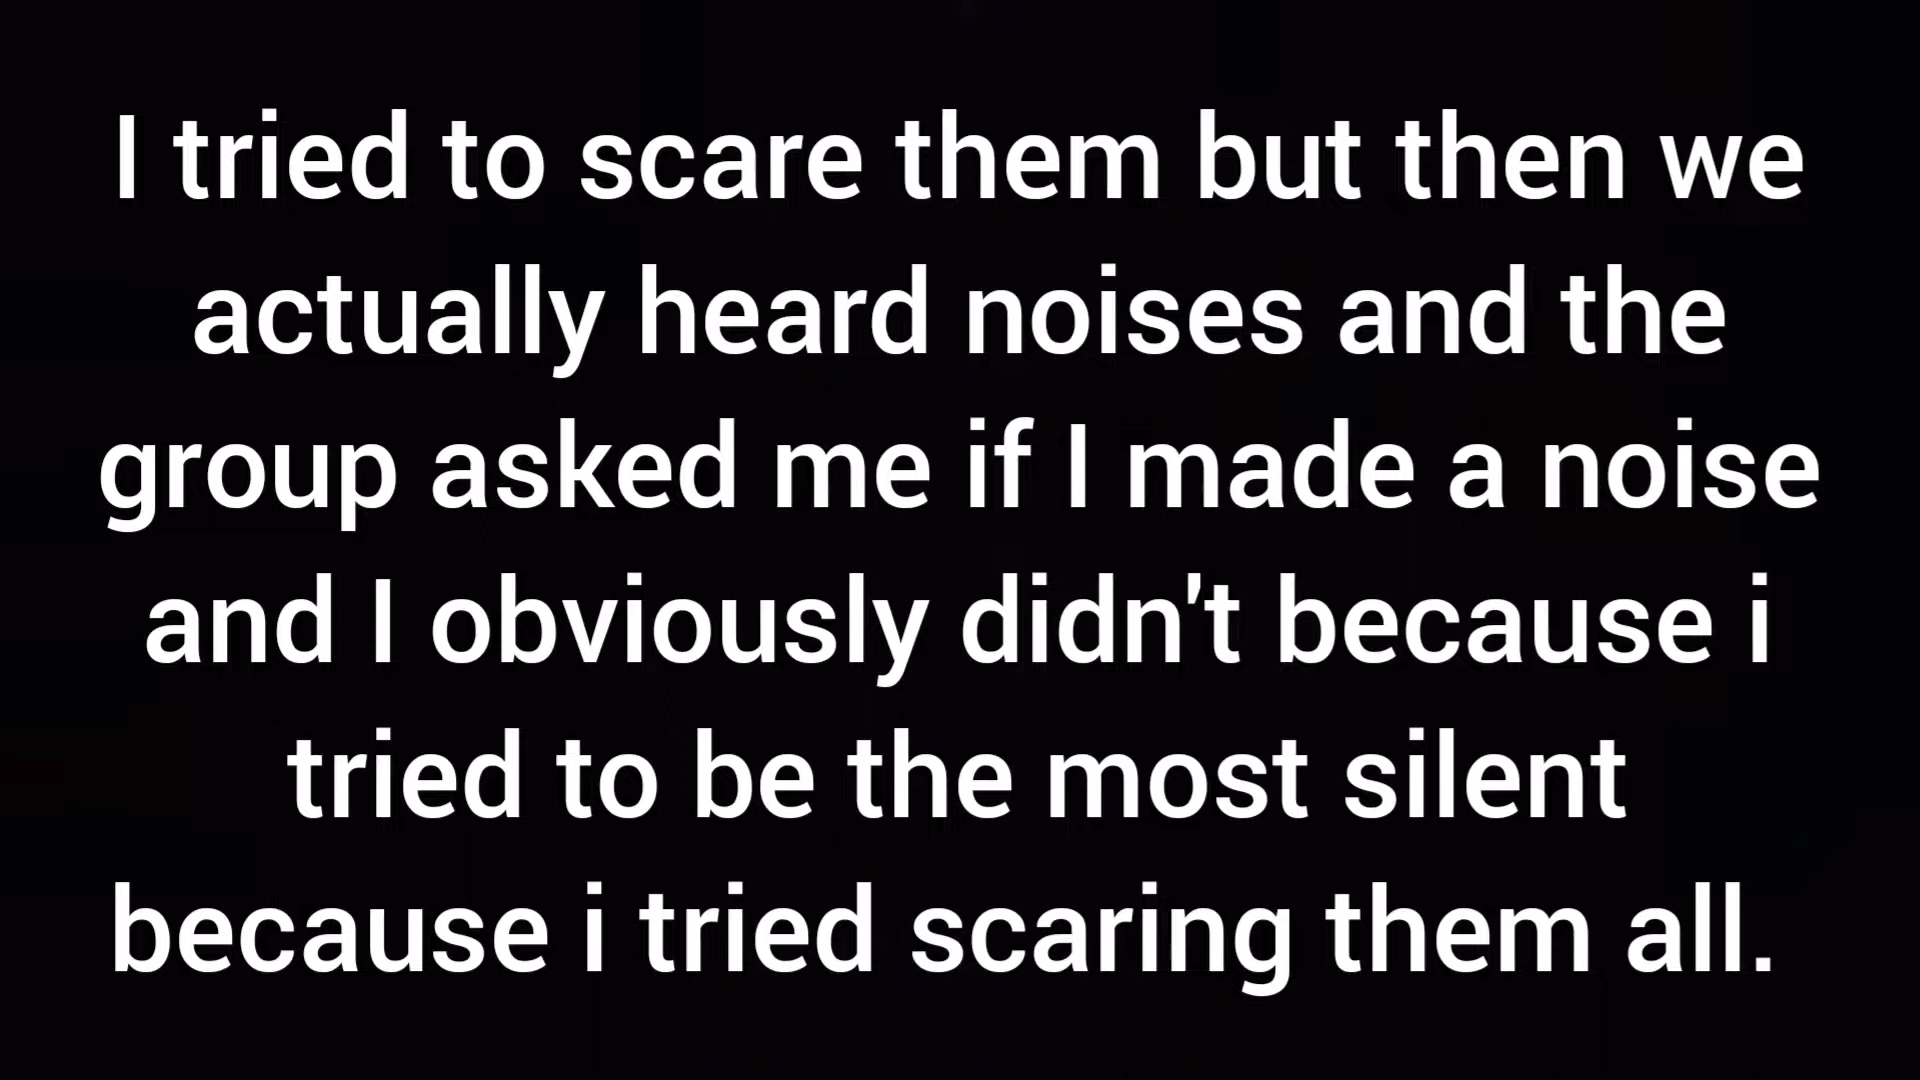 I tried to scare them but then we
actually heard noises and the
group asked me if I made a noise
and I obviously didn't because i
tried to be the most silent
because i tried scaring them all.